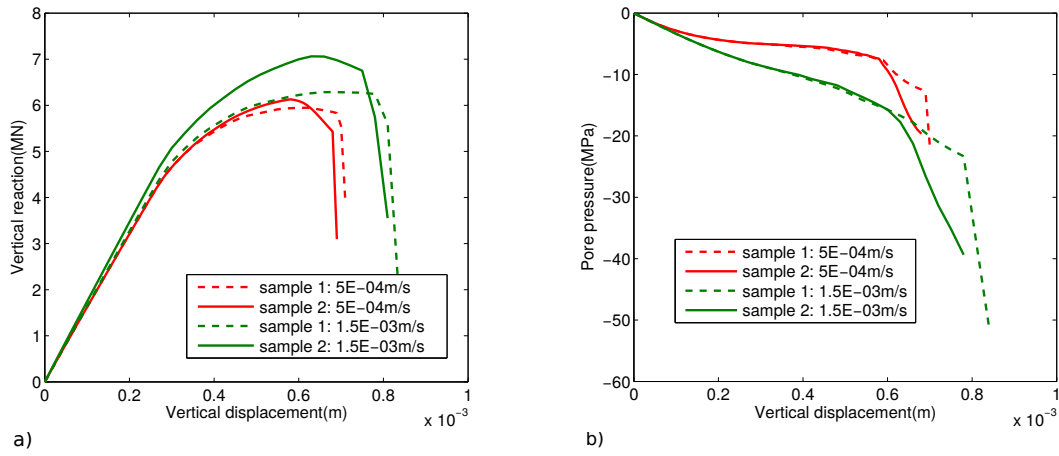 8
7
6
5
4
3
2
1
0
Vertical reaction(MN)
sample 1: 5E−04m/s
sample 2: 5E−04m/s
sample 1: 1.5E−03m/s
sample 2: 1.5E−03m/s
0 0.2 0.4 0.6 0.8 1
Vertical displacement(m)
x 10−3
a)
0
−10
−20
−30
−40
−50
−60
Pore pressure(MPa)
sample 1: 5E−04m/s
sample 2: 5E−04m/s
sample 1: 1.5E−03m/s
sample 2: 1.5E−03m/s
0 0.2 0.4 0.6 0.8 1
Vertical displacement(m)
x 10−3
b)